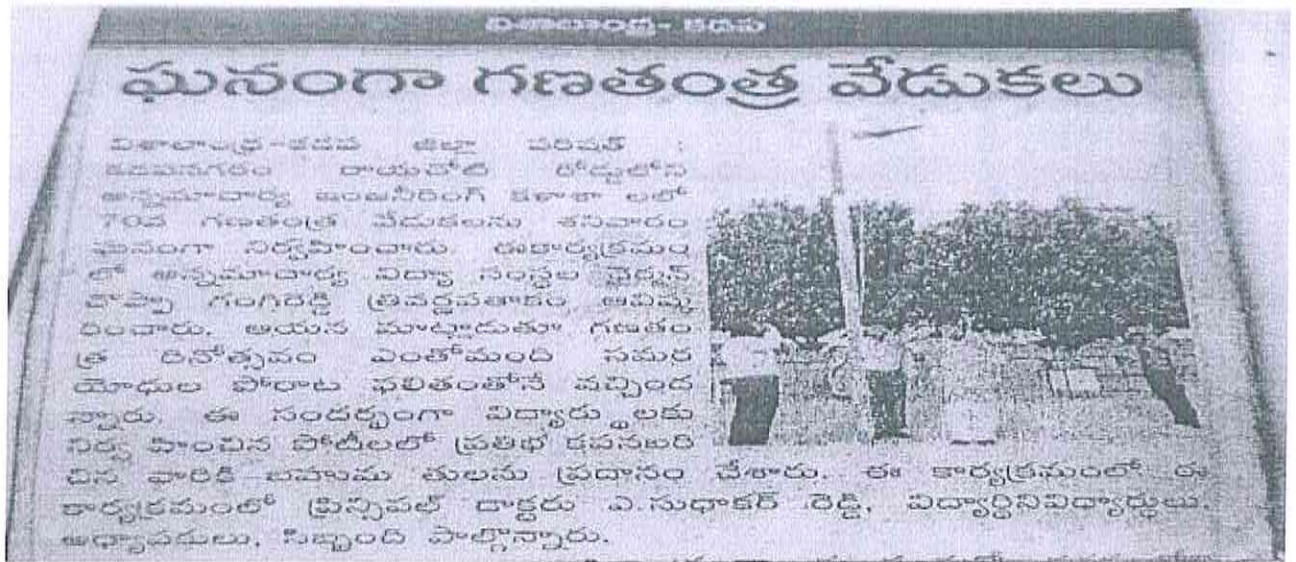 విశాలాంధ్ర- కడప
ఘనంగా గణతంత్ర వేడుకలు
విశాలాంధ్ర-కడప జిల్లా పరిషత్ :
కడపనగరం రాయచోటి రోడ్డులోని
అన్నమాచార్య ఇంజనీరింగ్ కళాశా లలో
70వ గణతంత్ర వేడుకలను శనివారం
ఘనంగా నిర్వహించారు. ఈకార్యక్రమం
లో అన్నమాచార్య విద్యా సంస్థల ఛైర్మన్
చొప్పా గంగిరెడ్డి త్రివర్ణపతాకం ఆవిష్క
రించారు. ఆయన మాట్లాడుతూ గణతం
త్ర దినోత్సవం ఎంతోమంది సమర
యోధుల పోరాట ఫలితంతోనే వచ్చింద
న్నారు. ఈ సందర్భంగా విద్యార్థులకు
నిర్వ హించిన పోటీలలో ప్రతిభ కనబరి
చిన వారికి బహుమ తులను ప్రదానం చేశారు. ఈ కార్యక్రమంలో ఈ
కార్యక్రమంలో ప్రిన్సిపల్ డాక్టరు ఎ.సుధాకర్ రెడ్డి, విద్యార్థినివిధ్యార్థులు,
అధ్యాపకులు, సిబ్బంది పాల్గొన్నారు.